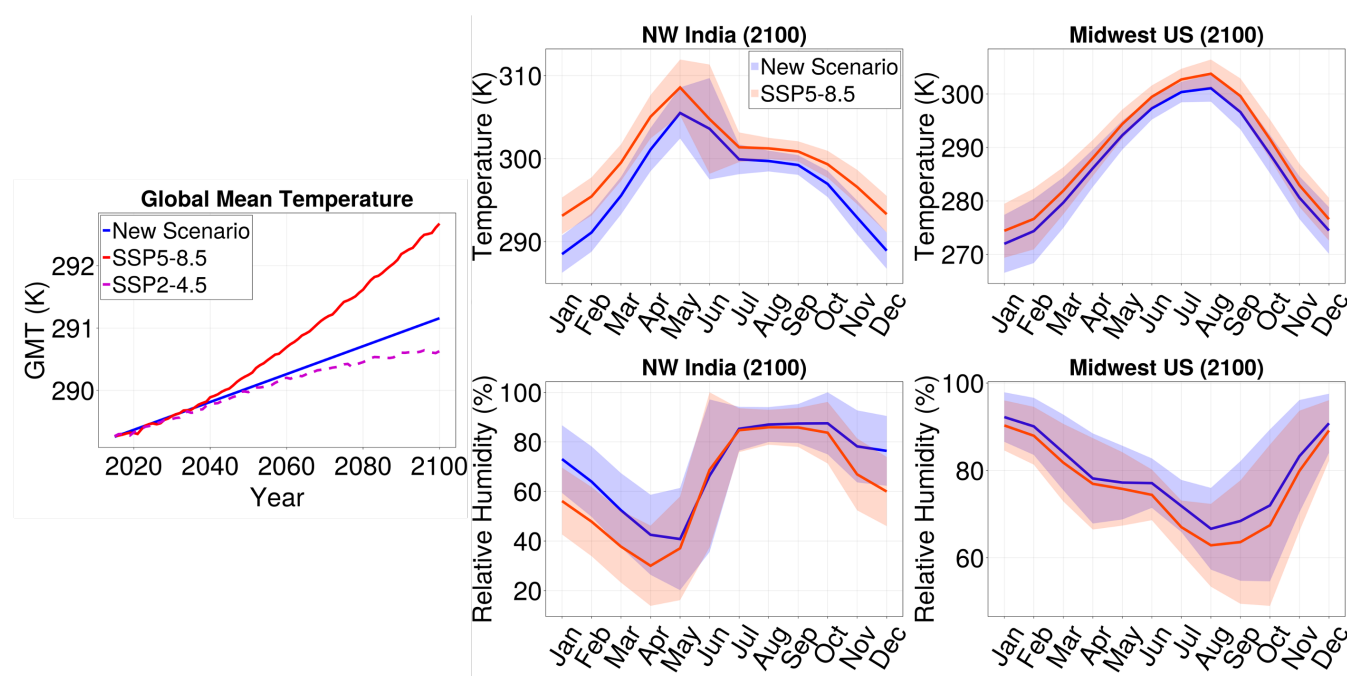 Global Mean Temperature
New Scenario
SSP5-8.5
SSP2-4.5
GMT (K)
292
291
290
2020 2040 2060 2080 2100
Year
NW India (2100)
New Scenario
SSP5-8.5
Temperature (K)
310
300
290
Jan Feb Mar Apr May Jun Jul Aug Sep Oct Nov Dec
Midwest US (2100)
Temperature (K)
300
290
280
270
Jan Feb Mar Apr May Jun Jul Aug Sep Oct Nov Dec
NW India (2100)
Relative Humidity (%)
100
80
60
40
20
Jan Feb Mar Apr May Jun Jul Aug Sep Oct Nov Dec
Midwest US (2100)
Relative Humidity (%)
100
80
60
Jan Feb Mar Apr May Jun Jul Aug Sep Oct Nov Dec